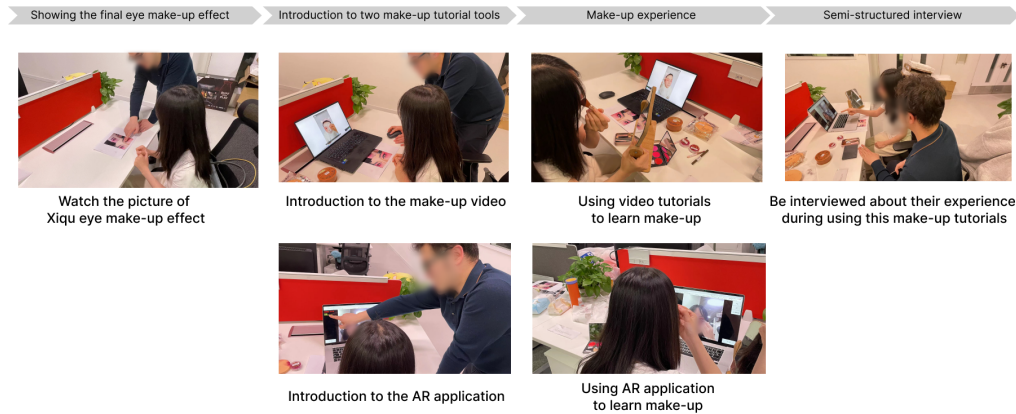 Showing the final eye make-up effect
Introduction to two make-up tutorial tools
Make-up experience
Semi-structured interview
Watch the picture of
Xiqu eye make-up effect
Introduction to the make-up video
Using video tutorials
to learn make-up
Be interviewed about their experience
during using this make-up tutorials
Introduction to the AR application
Using AR application
to learn make-up